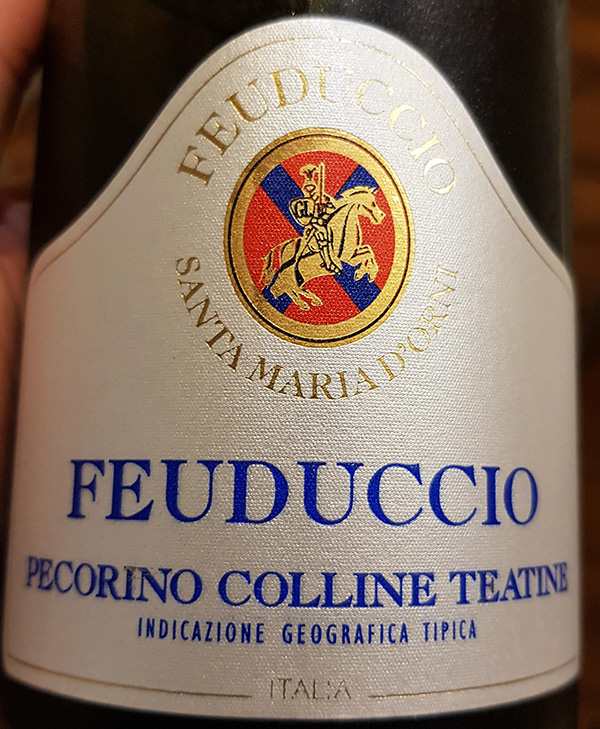 FEUDUCCIO
SANTA MARIA D'ORNI
FEUDUCCIO
PECORINO COLLINE TEATINE
INDICAZIONE GEOGRAFICA TIPICA
ITALIA